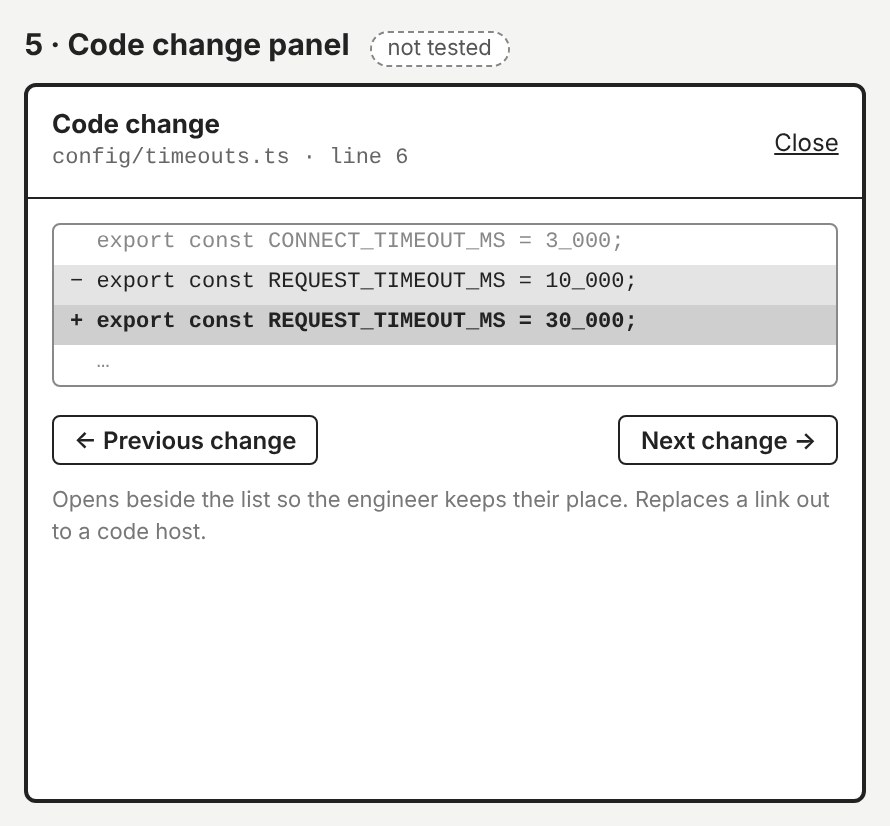 5 · Code change panel not tested
Code change
config/timeouts.ts · line 6
Close
export const CONNECT_TIMEOUT_MS = 3_000;
− export const REQUEST_TIMEOUT_MS = 10_000;
+ export const REQUEST_TIMEOUT_MS = 30_000;
…
← Previous change
Next change →
Opens beside the list so the engineer keeps their place. Replaces a link out
to a code host.